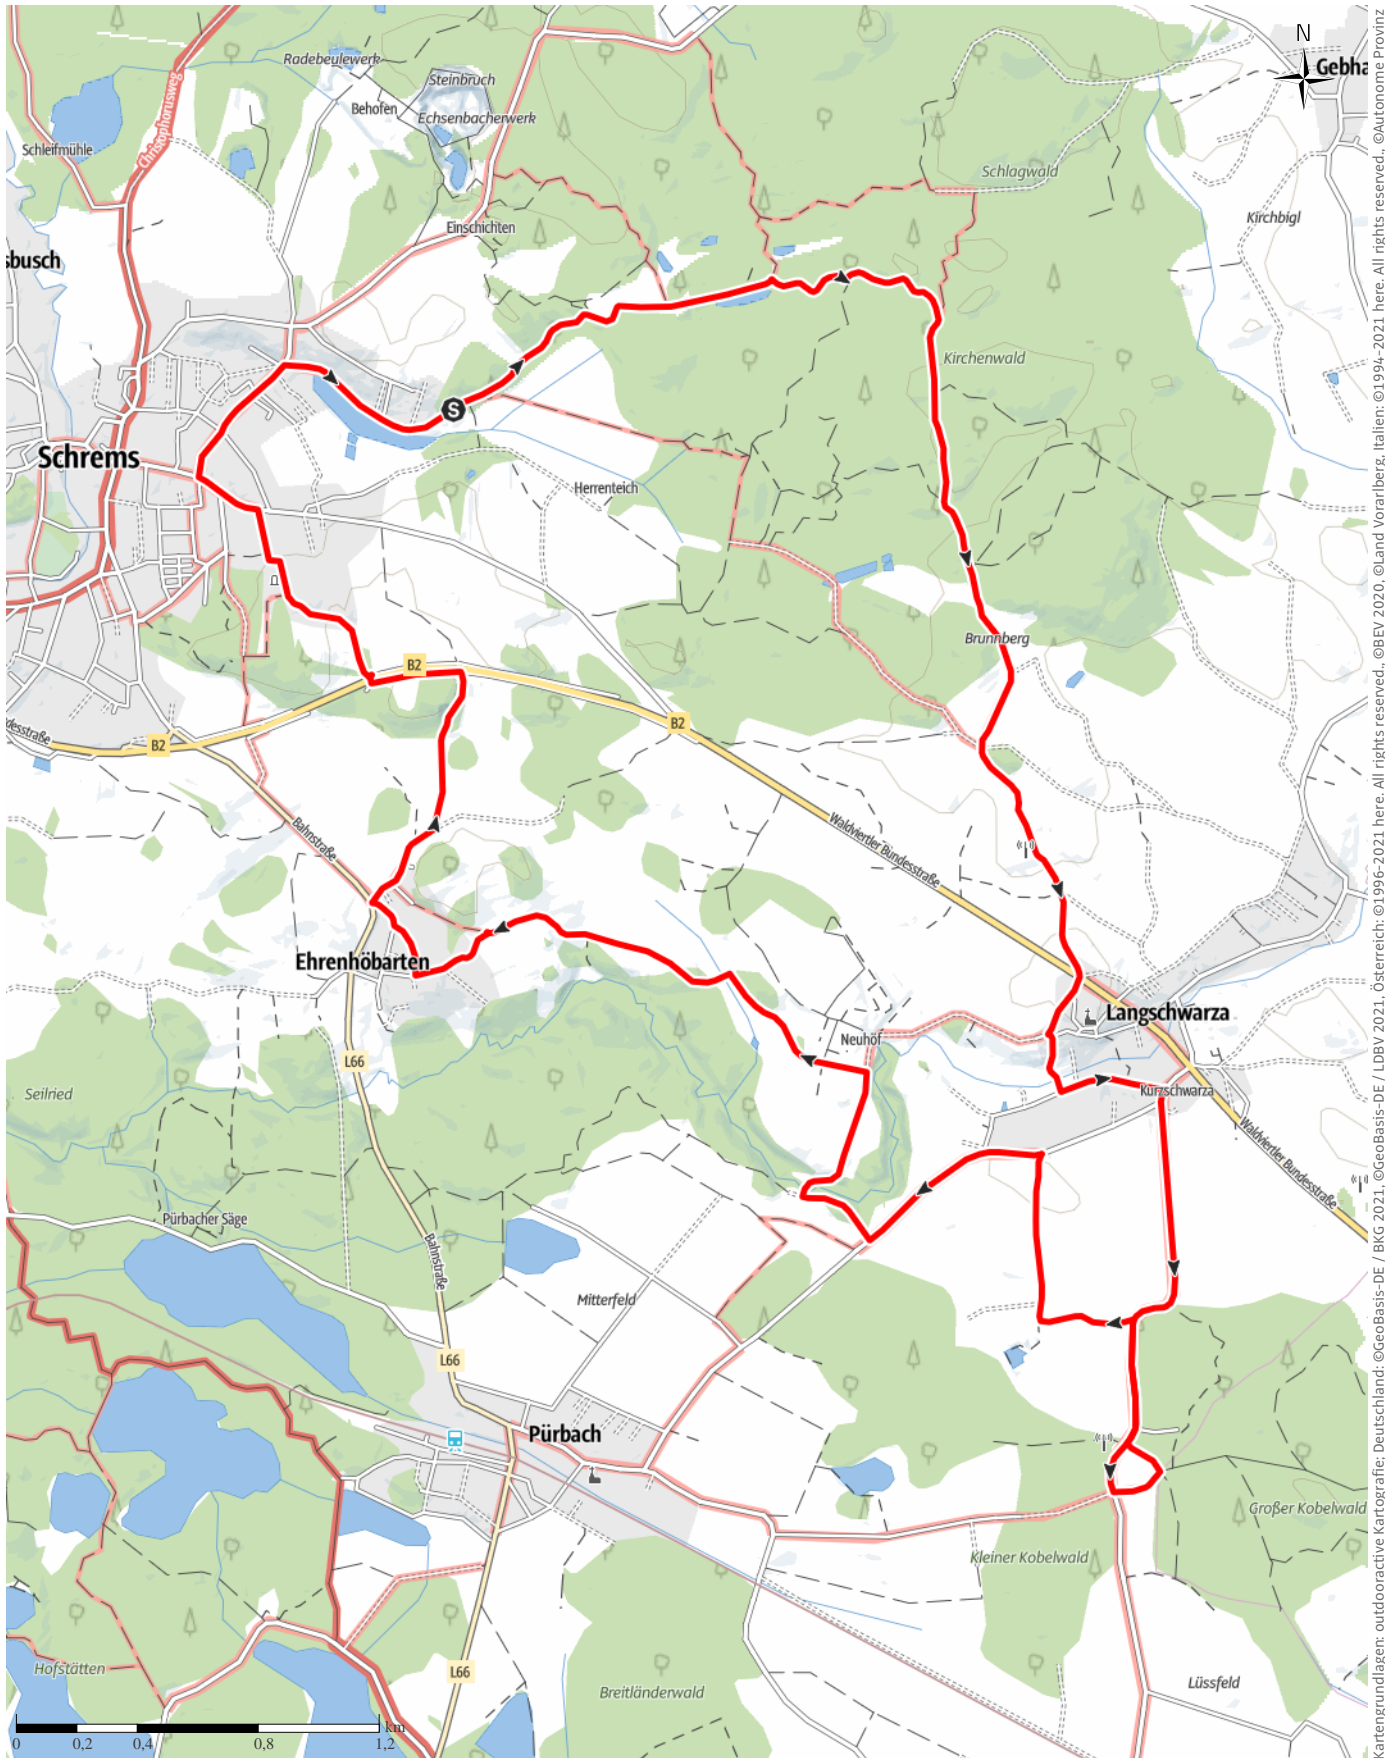 N
Gebha
Radebeulewerk
Steinbruch
Behofen
Echsenbacherwerk
Christophorusweg
Schleifmühle
Schlagwald
Kirchbigl
Einschichten
sbusch
Kirchenwald
S
Schrems
Herrenteich
Brunnberg
B2
B2
B2
desstraße
Bahnstraße
Waldviertler Bundesstraße
Ehrenhöbarten
Langschwarza
Neuhof
L66
Seilried
Kurzschwarza
Waldviertler Bundesstraße
Pürbacher Säge
Bahnstraße
Mitterfeld
L66
Pürbach
Großer Kobelwald
Kleiner Kobelwald
Hofstätten
L66
Breitländerwald
Lüssfeld
km
0
0,2
0,4
0,8
1,2
Kartengrundlagen: outdooractive Kartografie; Deutschland: ©GeoBasis-DE / BKG 2021, ©GeoBasis-DE / LDBV 2021, Österreich: ©1996-2021 here. All rights reserved., ©BEV 2020, ©Land Vorarlberg, Italien: ©1994-2021 here. All rights reserved., ©Autonome Provinz